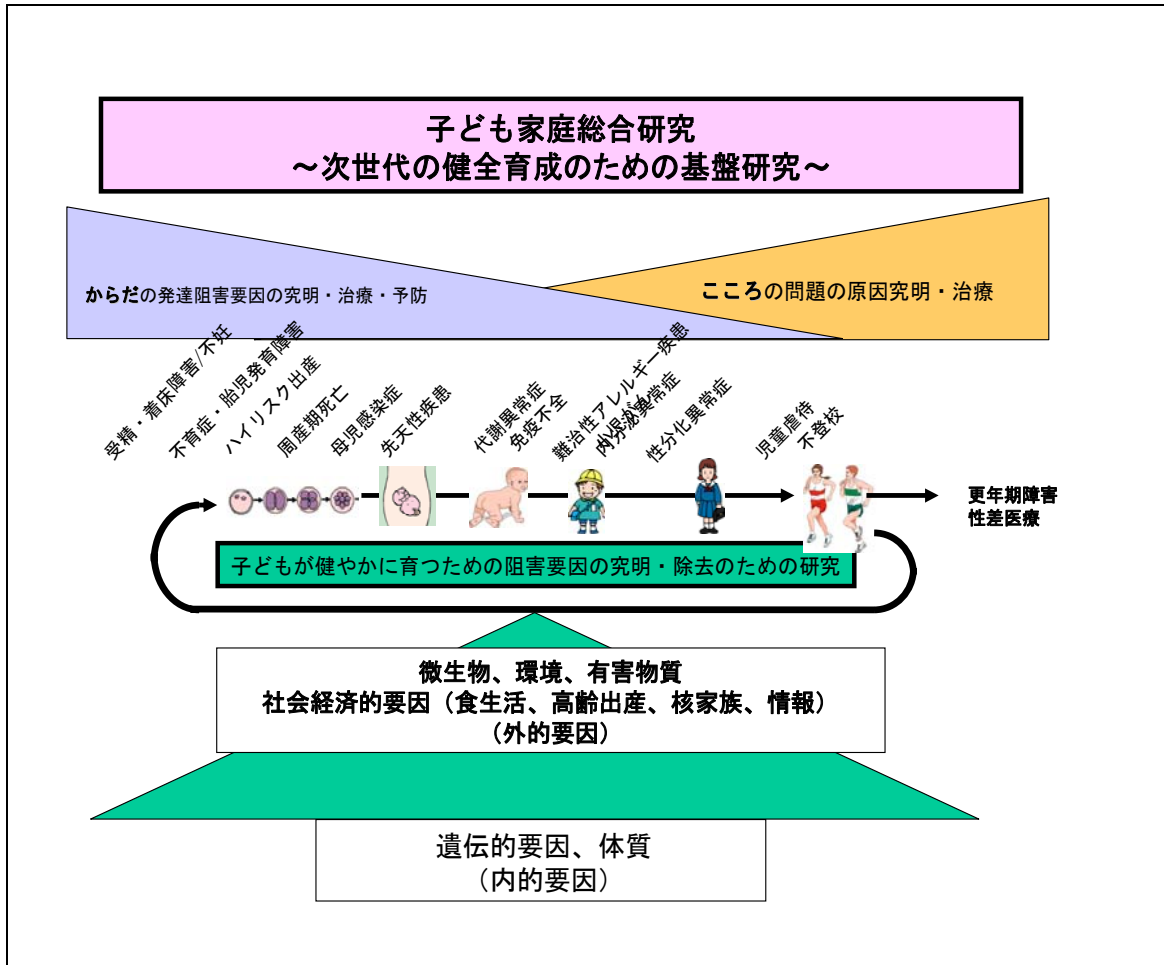 子ども家庭総合研究
～次世代の健全育成のための基盤研究～
からだの発達阻害要因の究明・治療・予防
こころの問題の原因究明・治療
受精・着床障害/不妊
不育症・胎児発育障害
ハイリスク出産
周産期死亡
母児感染症
先天性疾患
代謝異常症
免疫不全
難治性アレルギー疾患
小児がん
内分泌異常症
性分化異常症
児童虐待
不登校
更年期障害
性差医療
子どもが健やかに育つための阻害要因の究明・除去のための研究
微生物、環境、有害物質
社会経済的要因（食生活、高齢出産、核家族、情報）
（外的要因）
遺伝的要因、体質
（内的要因）